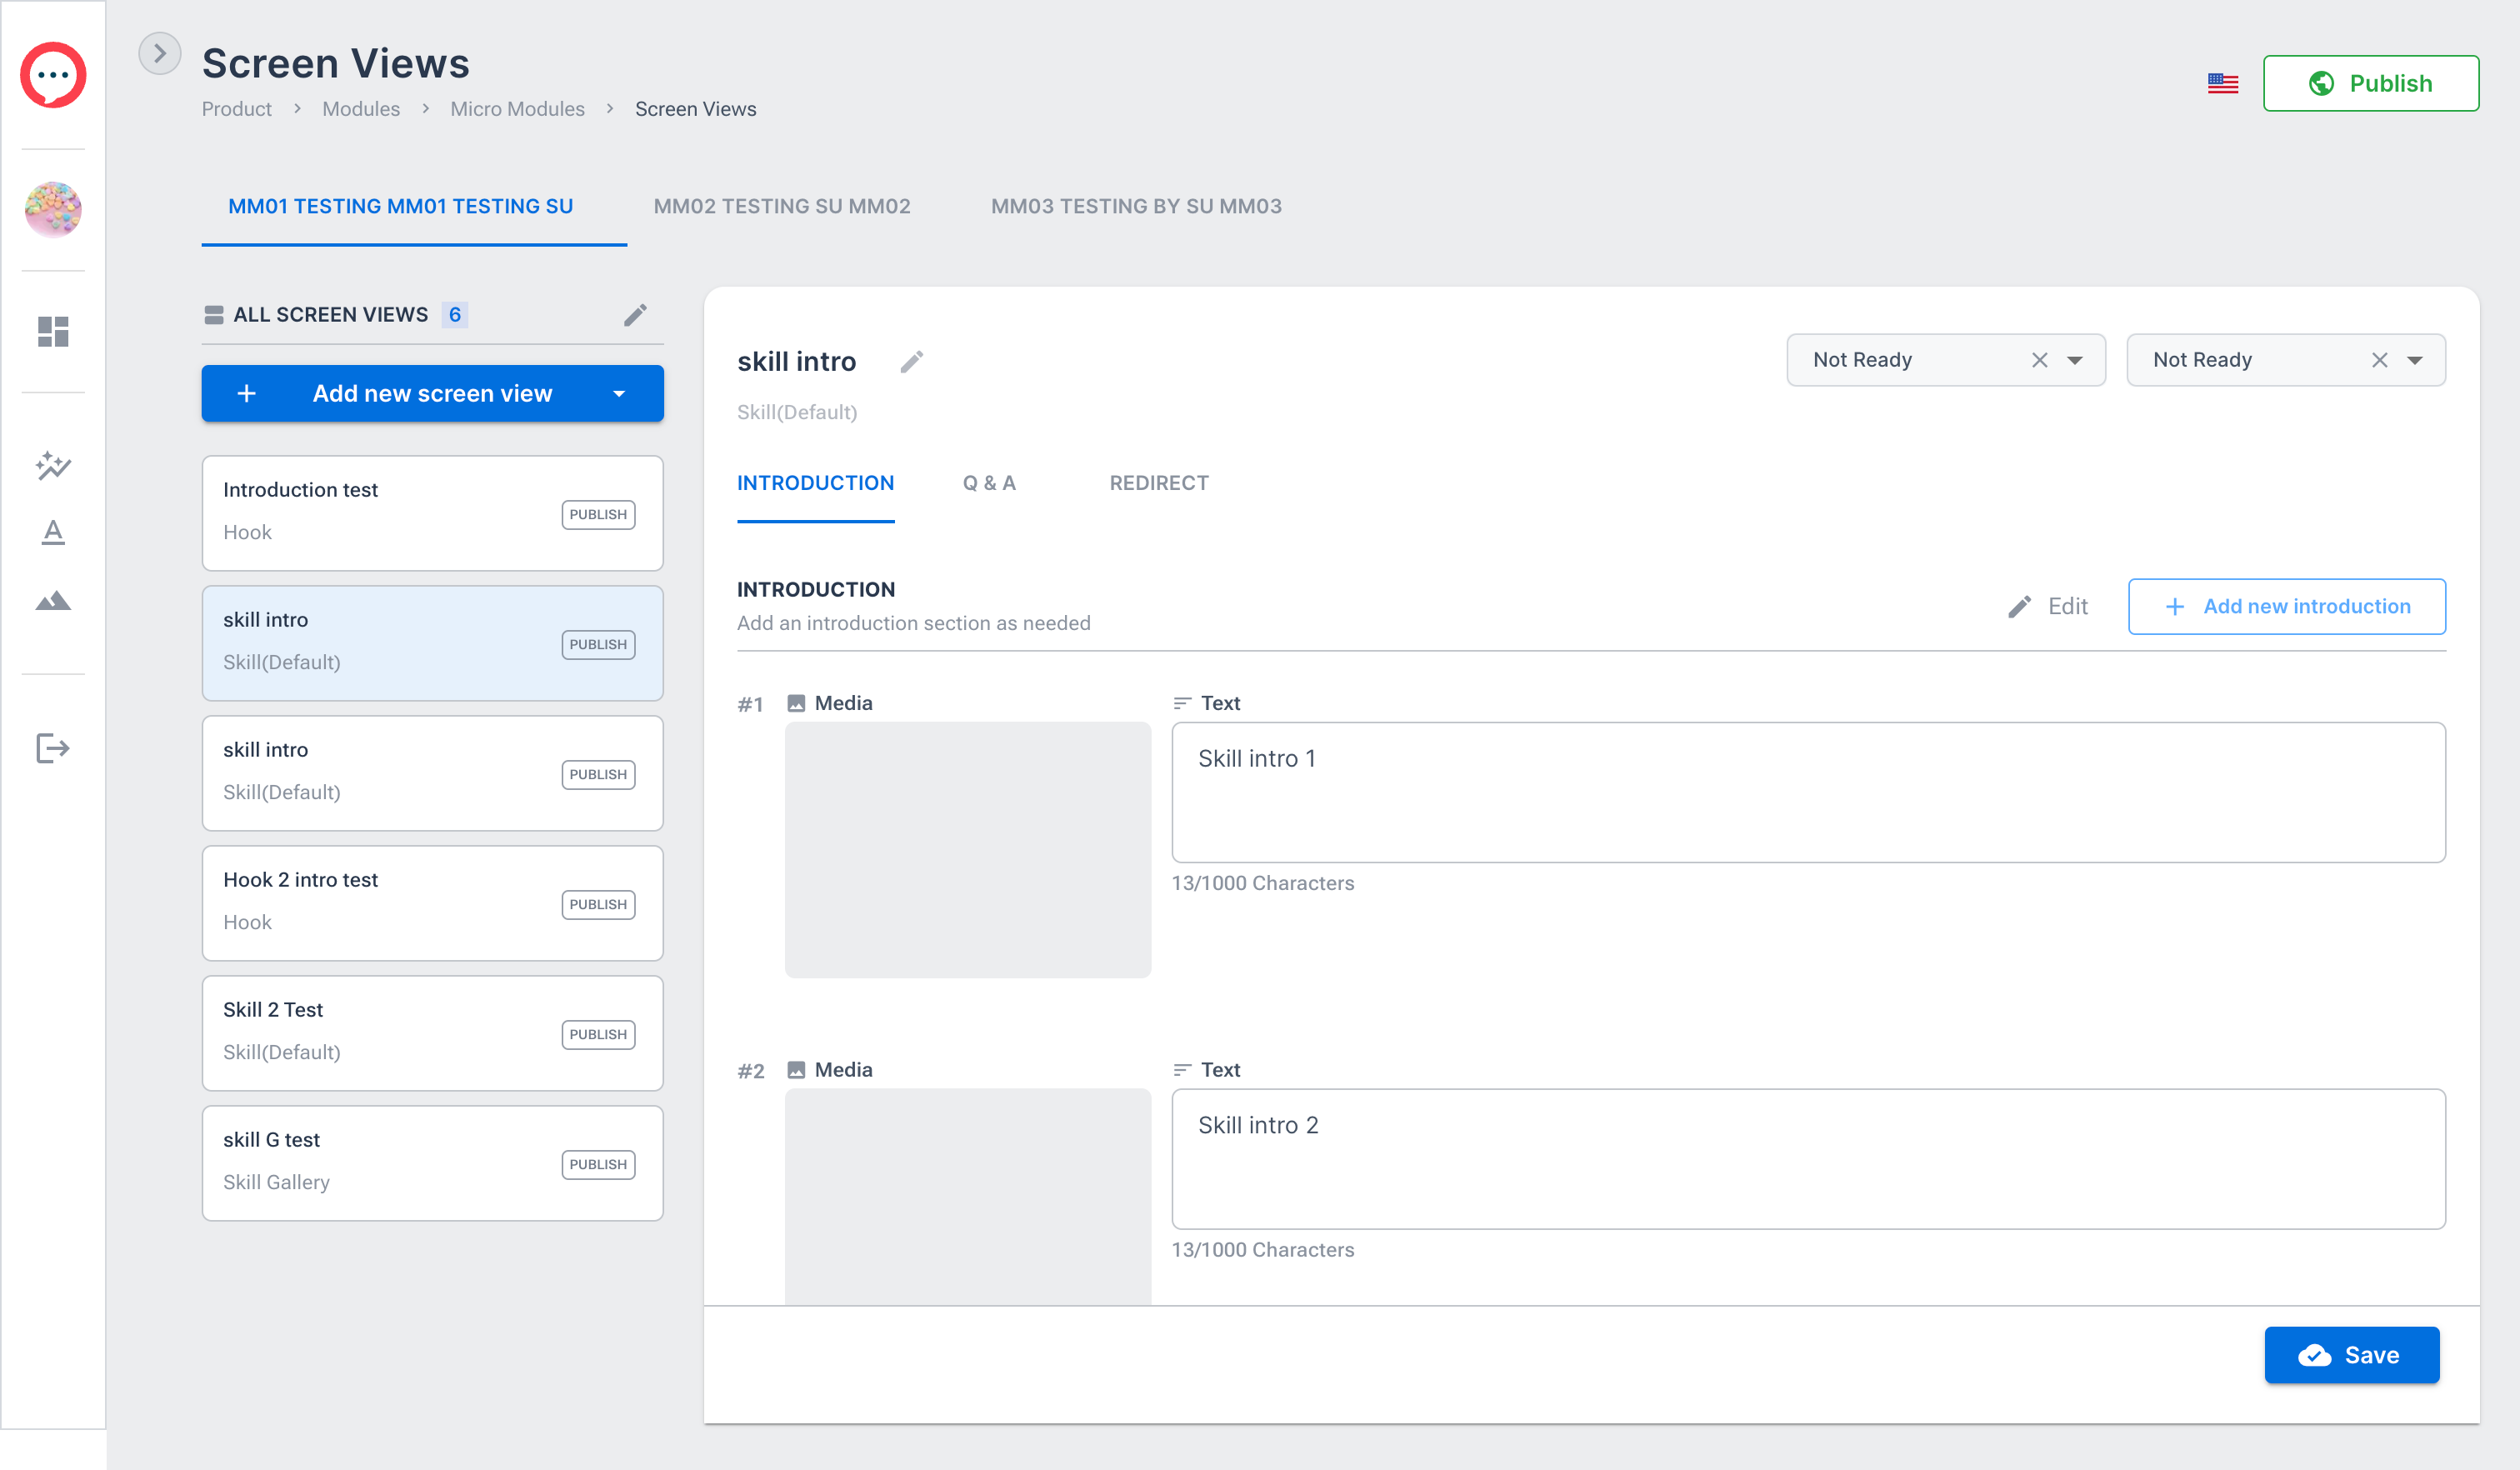 Screen Views
Product > Modules > Micro Modules > Screen Views
Publish
MM01 TESTING MM01 TESTING SU
MM02 TESTING SU MM02
MM03 TESTING BY SU MM03
ALL SCREEN VIEWS 6
+ Add new screen view
Introduction test
Hook
PUBLISH
skill intro
Skill(Default)
PUBLISH
skill intro
Skill(Default)
PUBLISH
Hook 2 intro test
Hook
PUBLISH
Skill 2 Test
Skill(Default)
PUBLISH
skill G test
Skill Gallery
PUBLISH
skill intro
Skill(Default)
Not Ready
Not Ready
INTRODUCTION
Q & A
REDIRECT
INTRODUCTION
Add an introduction section as needed
Edit
+ Add new introduction
#1 Media
Text
Skill intro 1
13/1000 Characters
#2 Media
Text
Skill intro 2
13/1000 Characters
Save